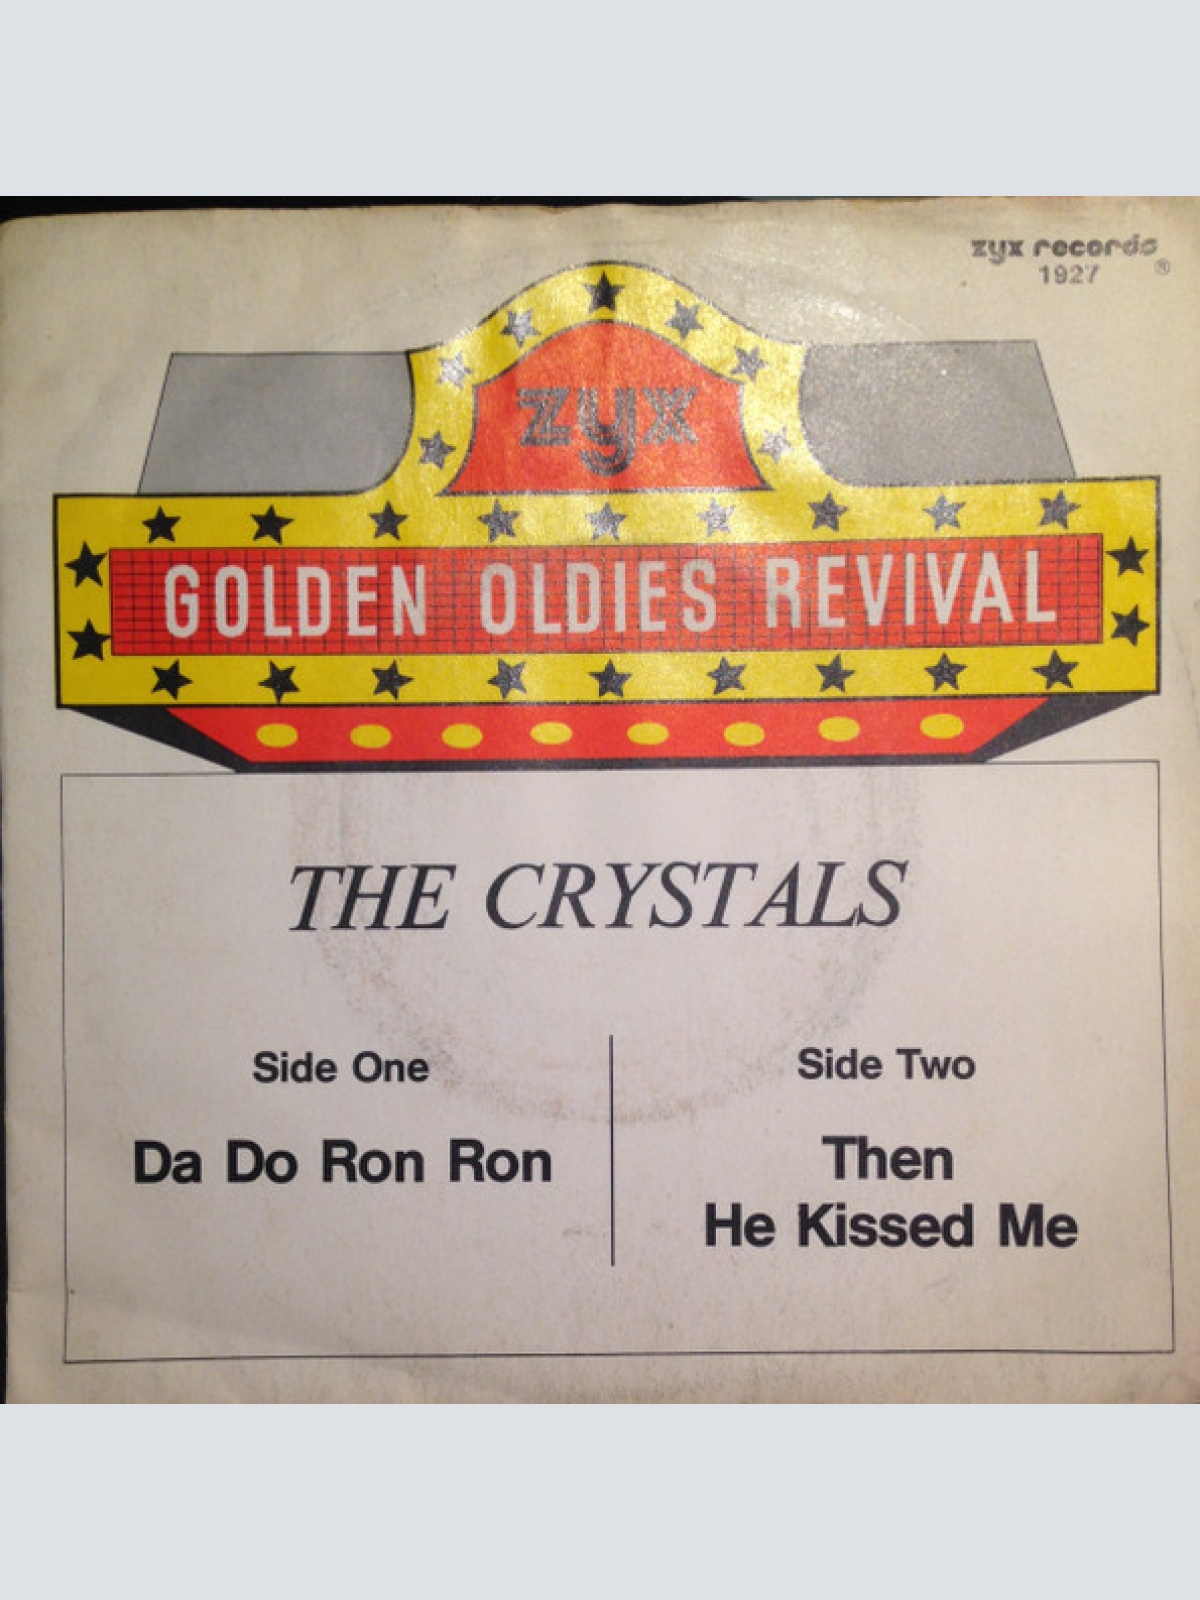 zyx records
1927 ®
zyx
GOLDEN OLDIES REVIVAL
THE CRYSTALS
Side One
Da Do Ron Ron
Side Two
Then
He Kissed Me